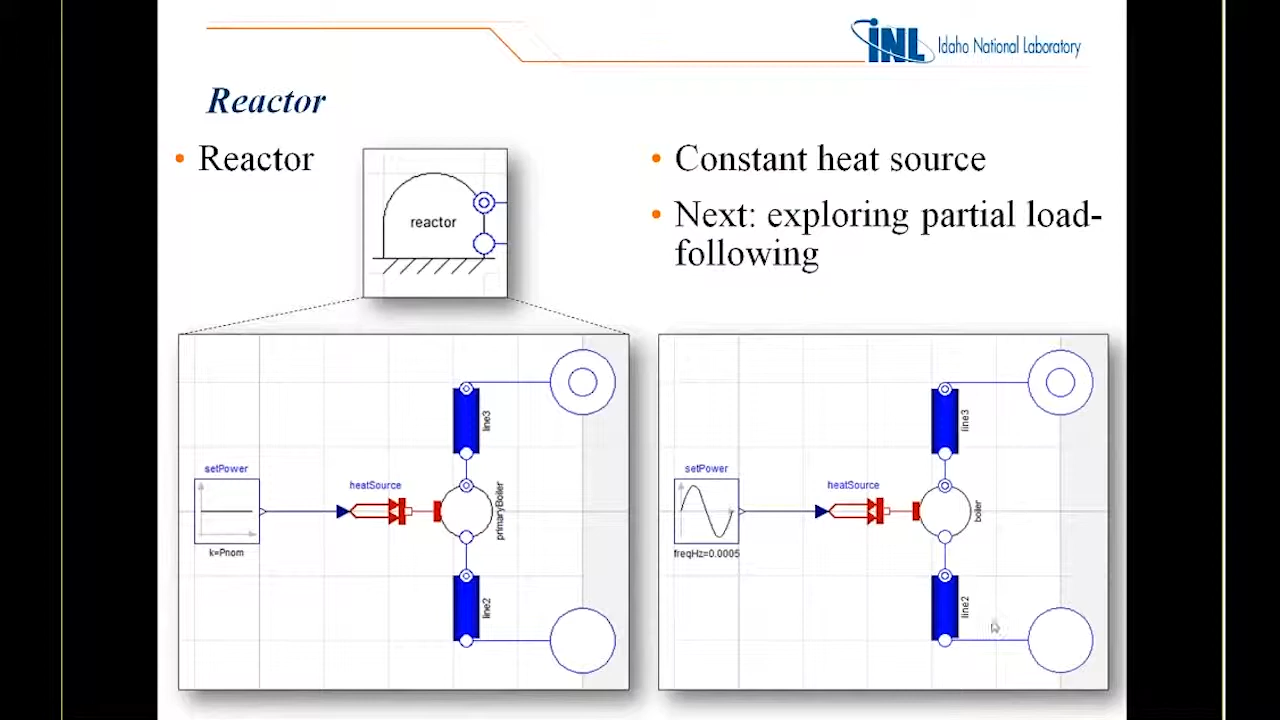 INL Idaho National Laboratory
Reactor
• Reactor
reactor
• Constant heat source
• Next: exploring partial load-
following
setPower
k=Pnom
heatSource
line3
primaryBoiler
line2
setPower
freqHz=0.0005
heatSource
line3
boiler
line2